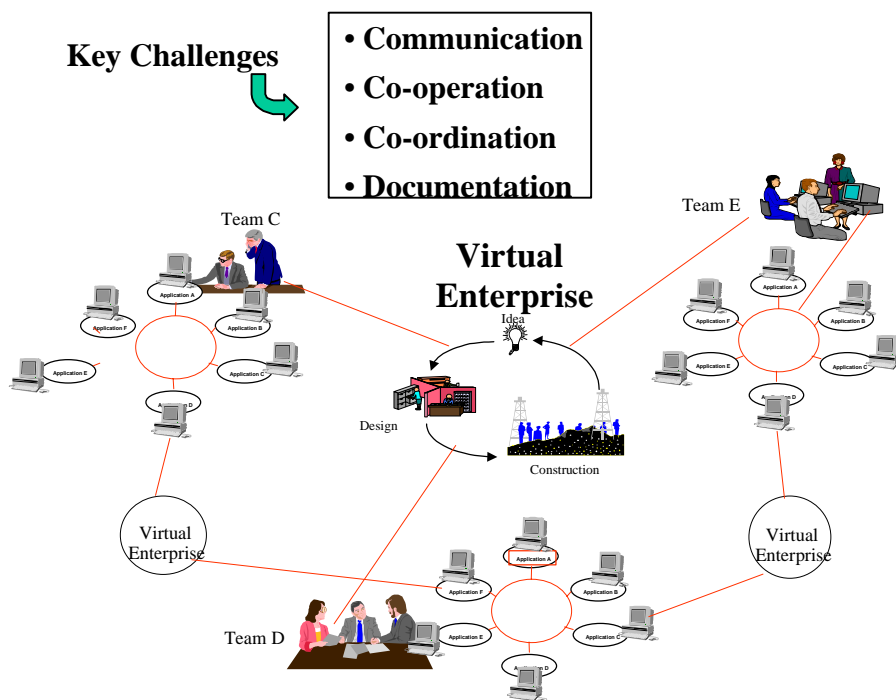 Key Challenges
• Communication
• Co-operation
• Co-ordination
• Documentation
Team C
Team E
Virtual
Enterprise
Idea
Design
Construction
Application A
Application B
Application C
Application E
Application F
Application A
Application B
Application C
Application E
Application F
Virtual
Enterprise
Virtual
Enterprise
Team D
Application A
Application B
Application C
Application D
Application E
Application F